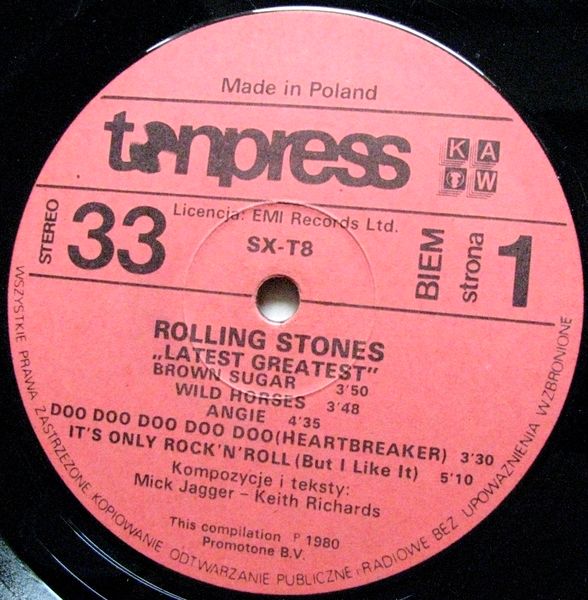 Made in Poland
tonpress
K A
W
Licencja: EMI Records Ltd.
STEREO
33
SX-T8
BIEM
strona
1
ROLLING STONES
„LATEST GREATEST"
BROWN SUGAR 3'50
WILD HORSES 3'48
ANGIE 4'35
DOO DOO DOO DOO DOO(HEARTBREAKER) 3'30
IT'S ONLY ROCK'N'ROLL (But I Like It) 5'10
Kompozycje i teksty:
Mick Jagger – Keith Richards
This compilation P 1980
Promotone B.V.
WSZYSTKIE PRAWA ZASTRZEŻONE KOPIOWANIE ODTWARZANIE PUBLICZNE i RADIOWE BEZ UPOWAŻNIENIA WZBRONIONE